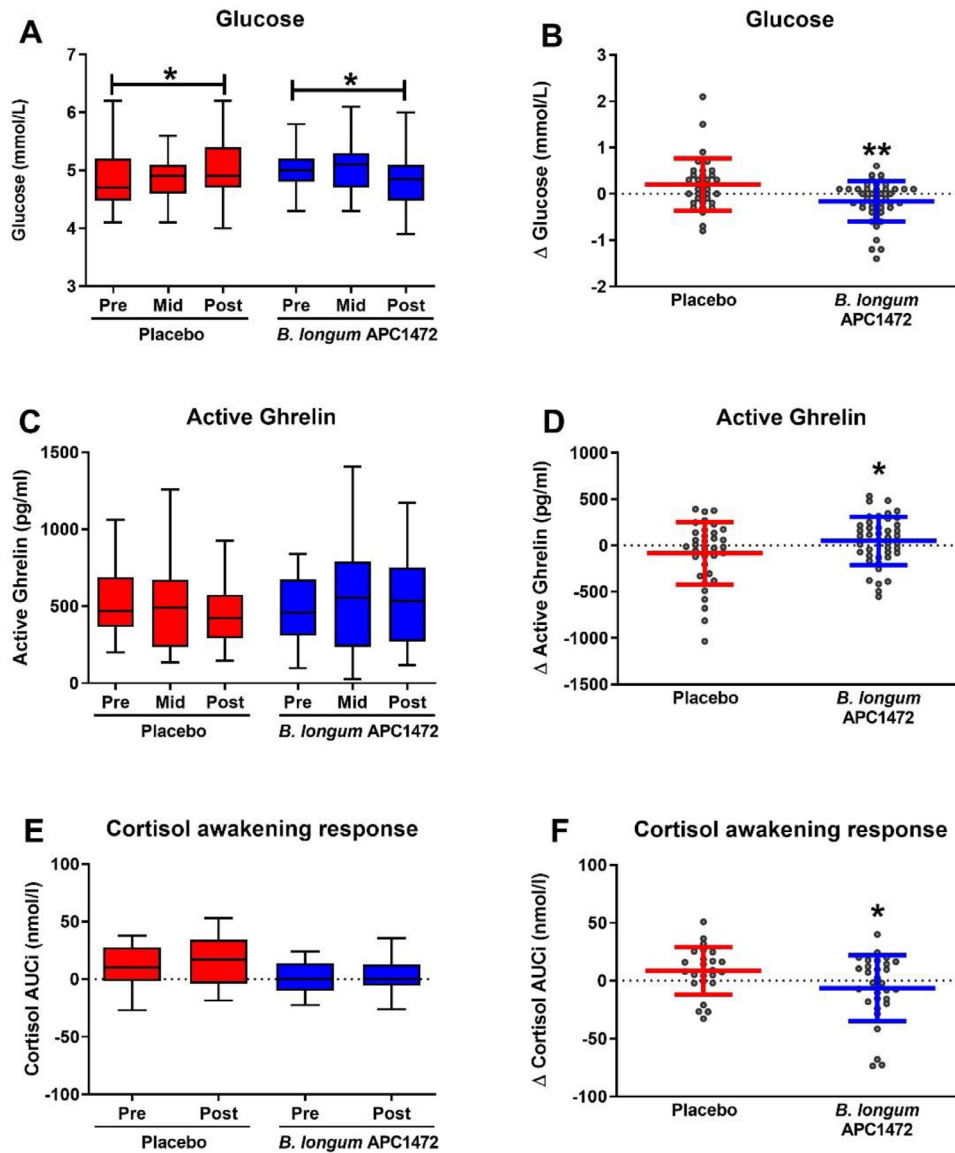 A
Glucose
Glucose (mmol/L)
7
6
5
4
3
*
*
Pre Mid Post Pre Mid Post
Placebo B. longum APC1472
B
Glucose
Δ Glucose (mmol/L)
3
2
1
0
-1
-2
**
Placebo B. longum
APC1472
C
Active Ghrelin
Active Ghrelin (pg/ml)
1500
1000
500
0
Pre Mid Post Pre Mid Post
Placebo B. longum APC1472
D
Active Ghrelin
Δ Active Ghrelin (pg/ml)
1000
500
0
-500
-1000
-1500
*
Placebo B. longum
APC1472
E
Cortisol awakening response
Cortisol AUCi (nmol/l)
100
50
0
-50
-100
Pre Post Pre Post
Placebo B. longum APC1472
F
Cortisol awakening response
Δ Cortisol AUCi (nmol/l)
100
50
0
-50
-100
*
Placebo B. longum
APC1472